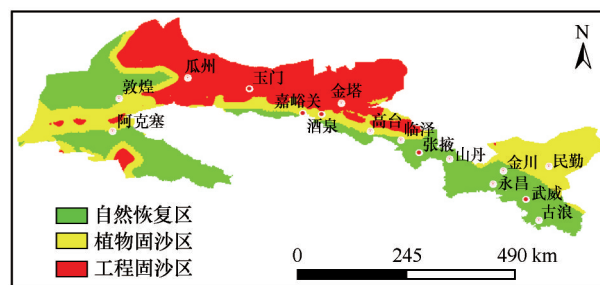 N
瓜州
玉门
敦煌
金塔
嘉峪关
阿克塞
酒泉
高台
临泽
张掖
山丹
金川
民勤
永昌
武威
古浪
自然恢复区
植物固沙区
工程固沙区
0 245 490 km